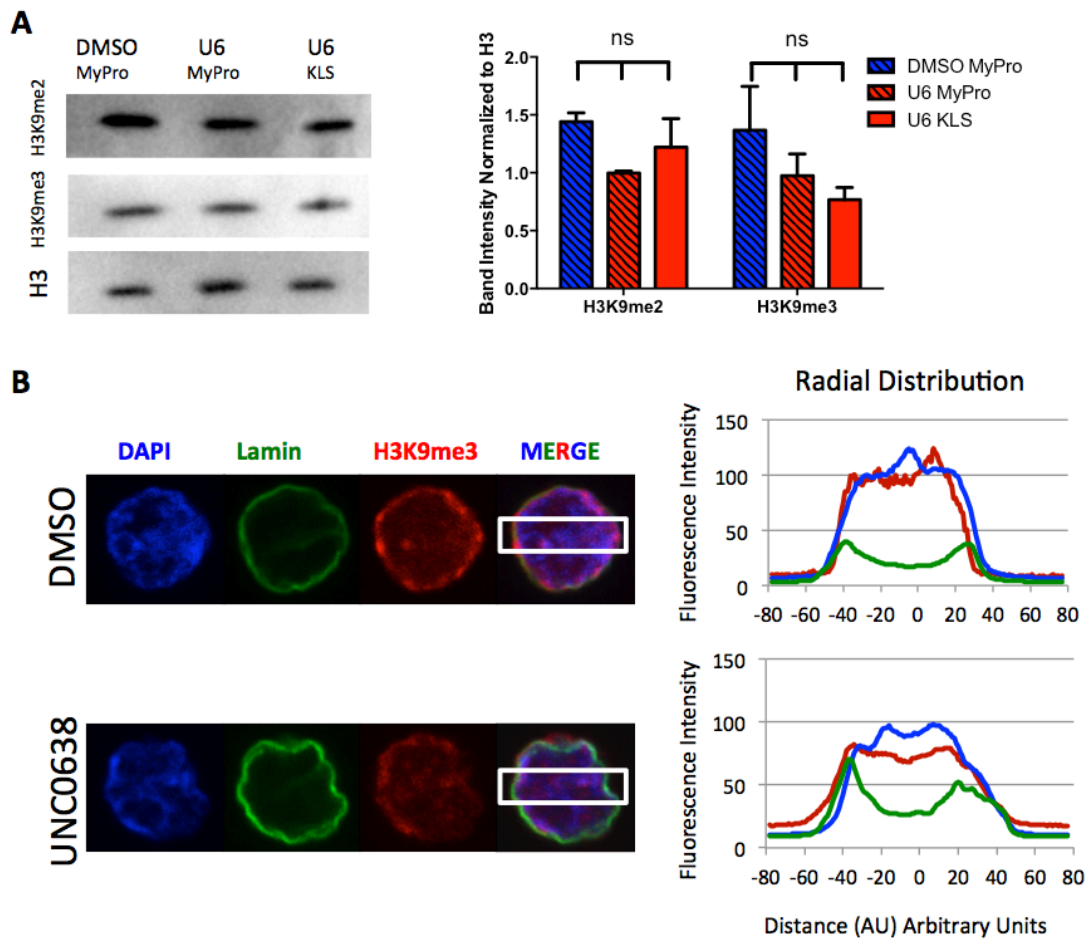 A
DMSO U6 U6
MyPro MyPro KLS
H3K9me2
H3K9me3
H3
Band Intensity Normalized to H3
2.0
1.5
1.0
0.5
0.0
ns ns
H3K9me2 H3K9me3
DMSO MyPro
U6 MyPro
U6 KLS
B
DAPI Lamin H3K9me3 MERGE
DMSO
UNC0638
Radial Distribution
Fluorescence Intensity
150
100
50
0
-80 -60 -40 -20 0 20 40 60 80
Fluorescence Intensity
150
100
50
0
-80 -60 -40 -20 0 20 40 60 80
Distance (AU) Arbitrary Units